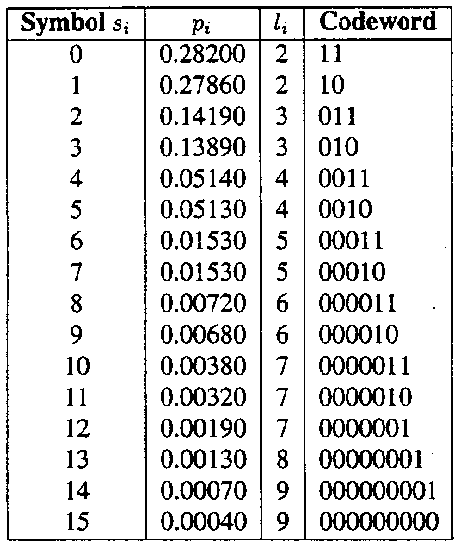 Symbol sᵢ pᵢ lᵢ Codeword
0 0.28200 2 11
1 0.27860 2 10
2 0.14190 3 011
3 0.13890 3 010
4 0.05140 4 0011
5 0.05130 4 0010
6 0.01530 5 00011
7 0.01530 5 00010
8 0.00720 6 000011
9 0.00680 6 000010
10 0.00380 7 0000011
11 0.00320 7 0000010
12 0.00190 7 0000001
13 0.00130 8 00000001
14 0.00070 9 000000001
15 0.00040 9 000000000